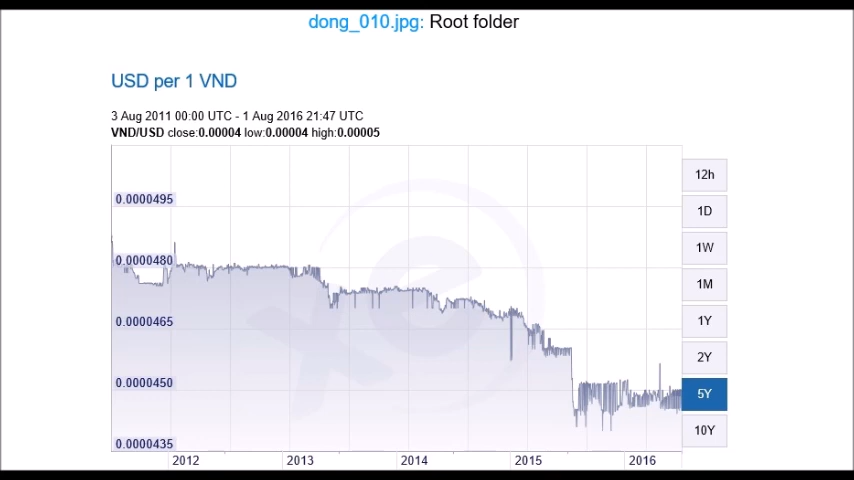 dong_010.jpg: Root folder
USD per 1 VND
3 Aug 2011 00:00 UTC - 1 Aug 2016 21:47 UTC
VND/USD close:0.00004 low:0.00004 high:0.00005
0.0000495
0.0000480
0.0000465
0.0000450
0.0000435
2012 2013 2014 2015 2016
xe
12h
1D
1W
1M
1Y
2Y
5Y
10Y